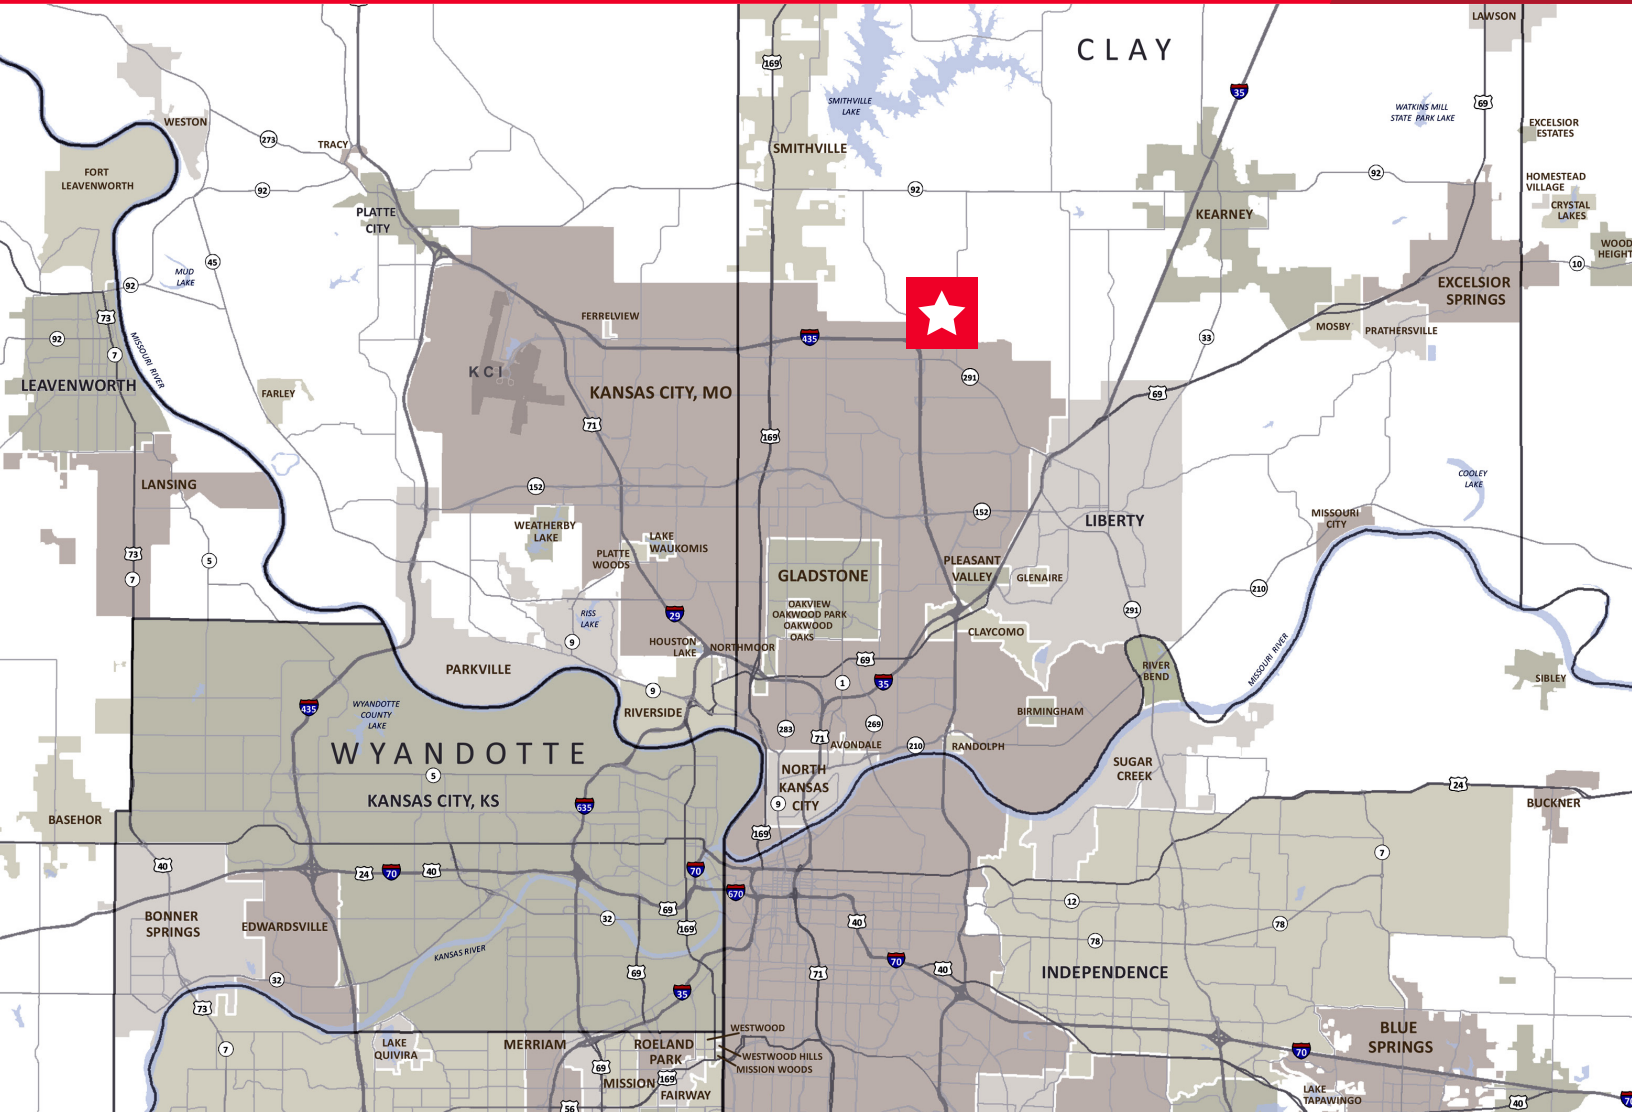 LAWSON
CLAY
169
35
69
SMITHVILLE
LAKE
WATKINS MILL
STATE PARK LAKE
EXCELSIOR
ESTATES
WESTON
273
TRACY
SMITHVILLE
FORT
LEAVENWORTH
92
92
92
HOMESTEAD
VILLAGE
CRYSTAL
LAKES
PLATTE
CITY
KEARNEY
WOOD
HEIGHT
10
45
MUD
LAKE
92
EXCELSIOR
SPRINGS
73
FERRELVIEW
MOSBY
PRATHERSVILLE
92
7
MISSOURI RIVER
435
33
KCI
291
LEAVENWORTH
FARLEY
KANSAS CITY, MO
69
71
169
LANSING
152
COOLEY
LAKE
152
LIBERTY
MISSOURI
CITY
WEATHERBY
LAKE
LAKE
WAUKOMIS
73
5
PLATTE
WOODS
PLEASANT
VALLEY
GLENAIRE
GLADSTONE
7
210
OAKVIEW
OAKWOOD PARK
OAKWOOD
OAKS
29
RISS
LAKE
291
CLAYCOMO
9
HOUSTON
LAKE
NORTHMOOR
69
MISSOURI RIVER
PARKVILLE
RIVER
BEND
SIBLEY
1
35
9
435
WYANDOTTE
COUNTY
LAKE
RIVERSIDE
BIRMINGHAM
283
269
71
AVONDALE
210
RANDOLPH
WYANDOTTE
5
NORTH
KANSAS
CITY
SUGAR
CREEK
24
KANSAS CITY, KS
635
9
BUCKNER
BASEHOR
169
7
40
24
70
40
70
670
12
BONNER
SPRINGS
EDWARDSVILLE
69
32
169
40
78
78
KANSAS RIVER
70
40
INDEPENDENCE
32
69
71
73
35
WESTWOOD
BLUE
SPRINGS
7
LAKE
QUIVIRA
MERRIAM
ROELAND
PARK
WESTWOOD HILLS
MISSION WOODS
70
69
MISSION
169
FAIRWAY
56
LAKE
TAPAWINGO
40
70